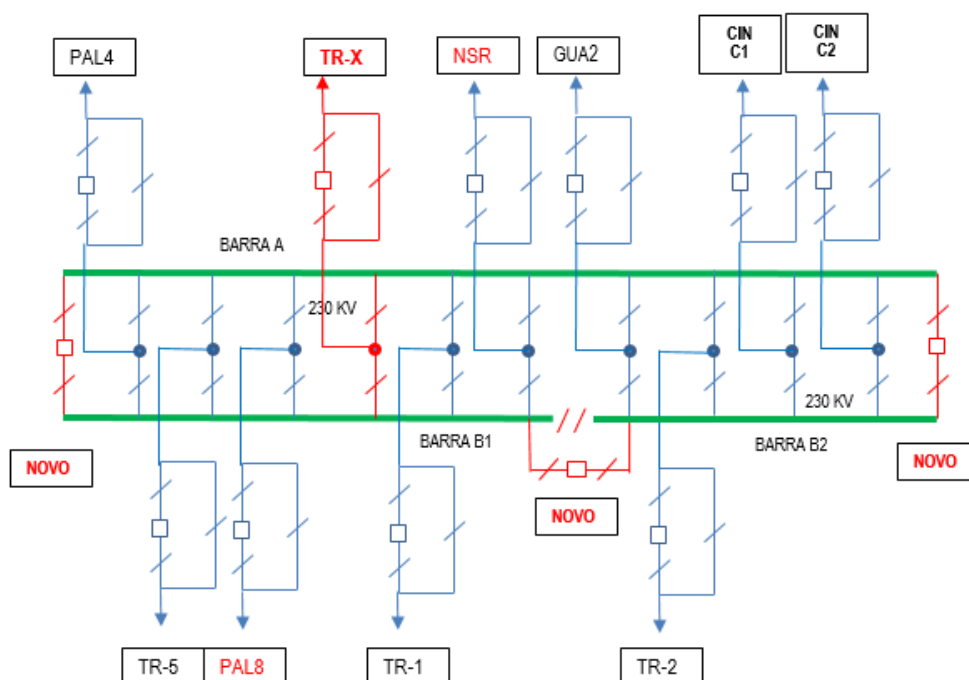 PAL4
TR-X
NSR
GUA2
CIN
C1
CIN
C2
BARRA A
230 KV
230 KV
BARRA B1
BARRA B2
NOVO
NOVO
NOVO
TR-5
PAL8
TR-1
TR-2